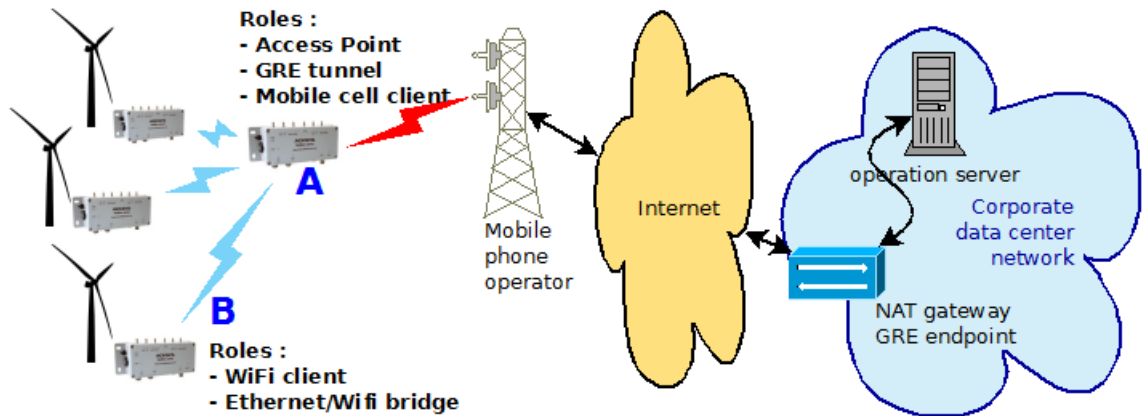 Roles :
- Access Point
- GRE tunnel
- Mobile cell client
A
Mobile
phone
operator
Internet
operation server
Corporate
data center
network
NAT gateway
GRE endpoint
B
Roles :
- WiFi client
- Ethernet/Wifi bridge